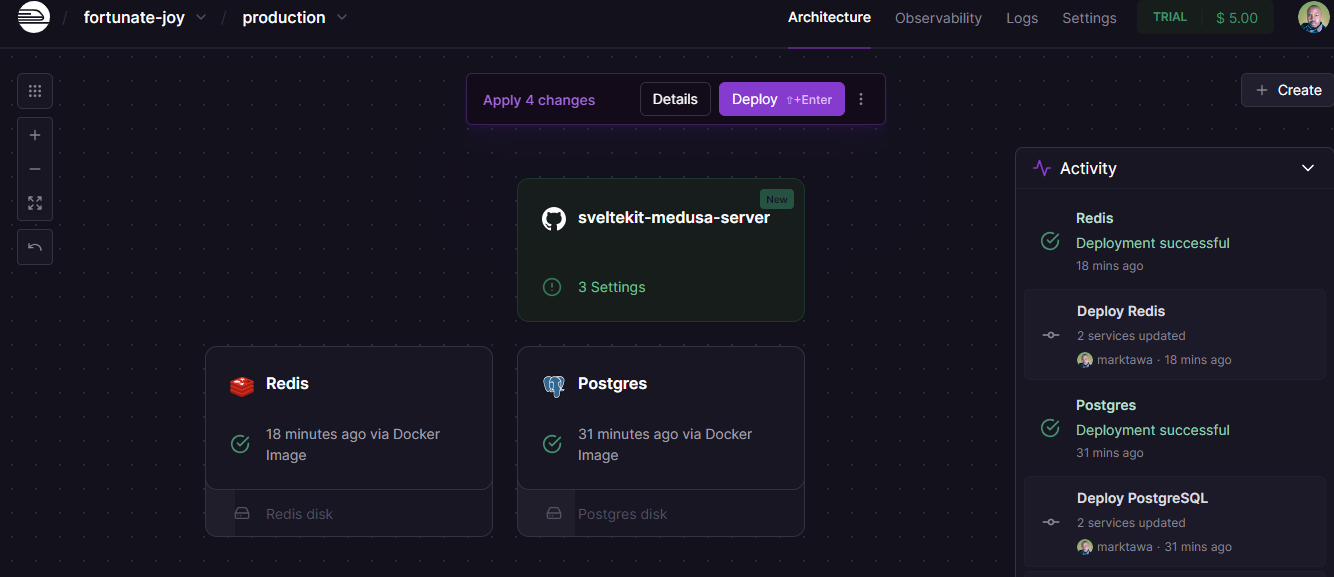 / fortunate-joy / production
Architecture Observability Logs Settings TRIAL $ 5.00
Apply 4 changes Details Deploy ⇧+Enter
+ Create
Activity
New
sveltekit-medusa-server
3 Settings
Redis
18 minutes ago via Docker
Image
Redis disk
Postgres
31 minutes ago via Docker
Image
Postgres disk
Redis
Deployment successful
18 mins ago
Deploy Redis
2 services updated
marktawa · 18 mins ago
Postgres
Deployment successful
31 mins ago
Deploy PostgreSQL
2 services updated
marktawa · 31 mins ago